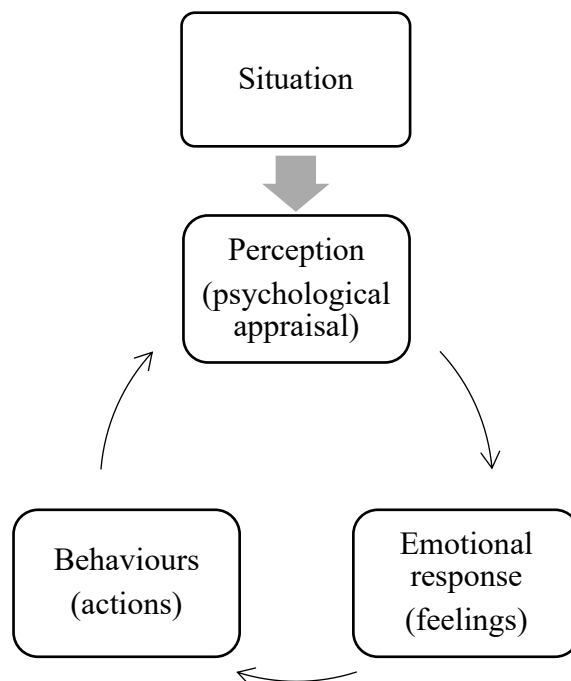 Situation
Perception
(psychological
appraisal)
Behaviours
(actions)
Emotional
response
(feelings)